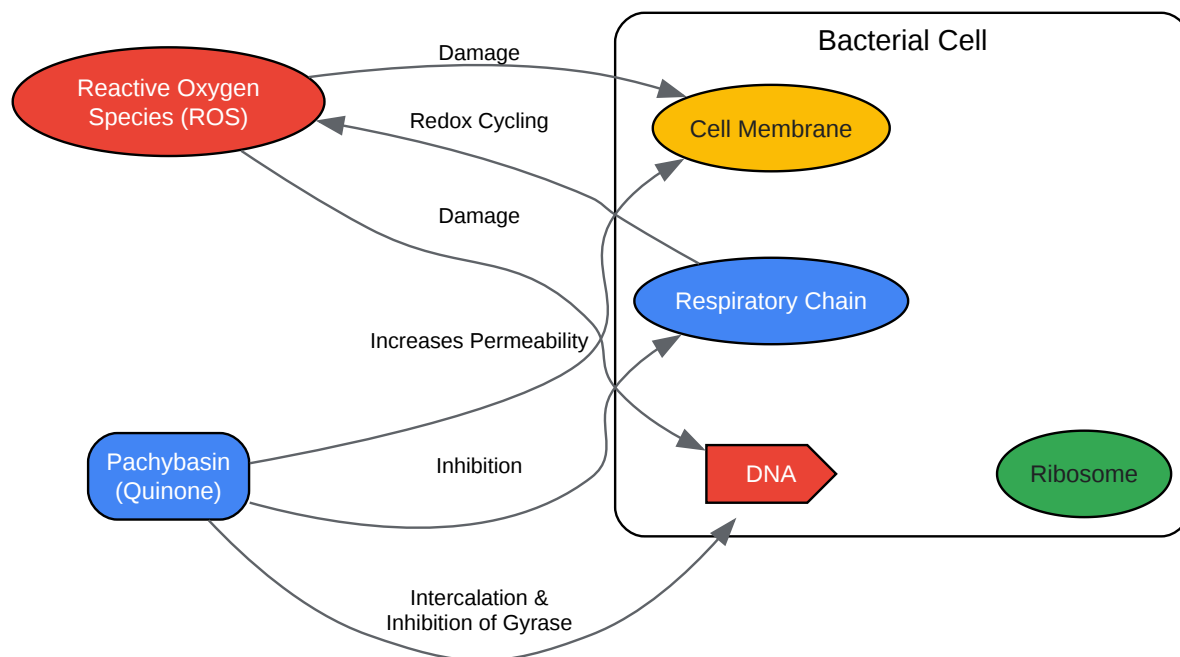 Bacterial Cell
Damage
Reactive Oxygen
Species (ROS)
Redox Cycling
Cell Membrane
Damage
Respiratory Chain
Increases Permeability
Pachybasin
(Quinone)
Inhibition
DNA
Ribosome
Intercalation &
Inhibition of Gyrase